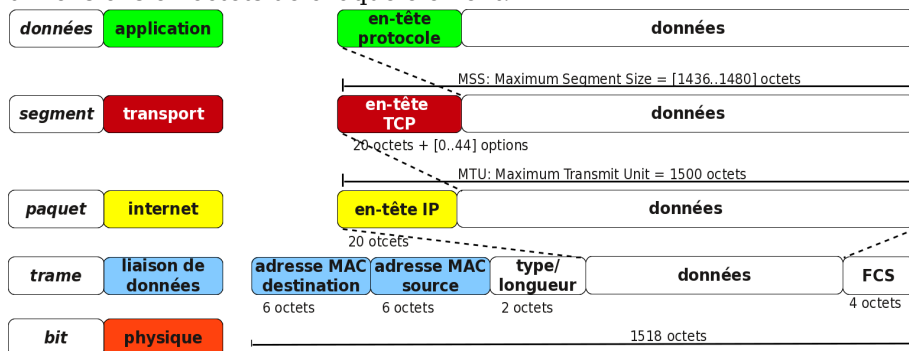 données application en-tête protocole données
MSS: Maximum Segment Size = [1436..1480] octets
segment transport en-tête TCP données
20 octets + [0..44] options
MTU: Maximum Transmit Unit = 1500 octets
paquet internet en-tête IP données
20 otcets
trame liaison de données adresse MAC destination adresse MAC source type/ longueur données FCS
6 octets 6 octets 2 octets 4 octets
bit physique 1518 octets